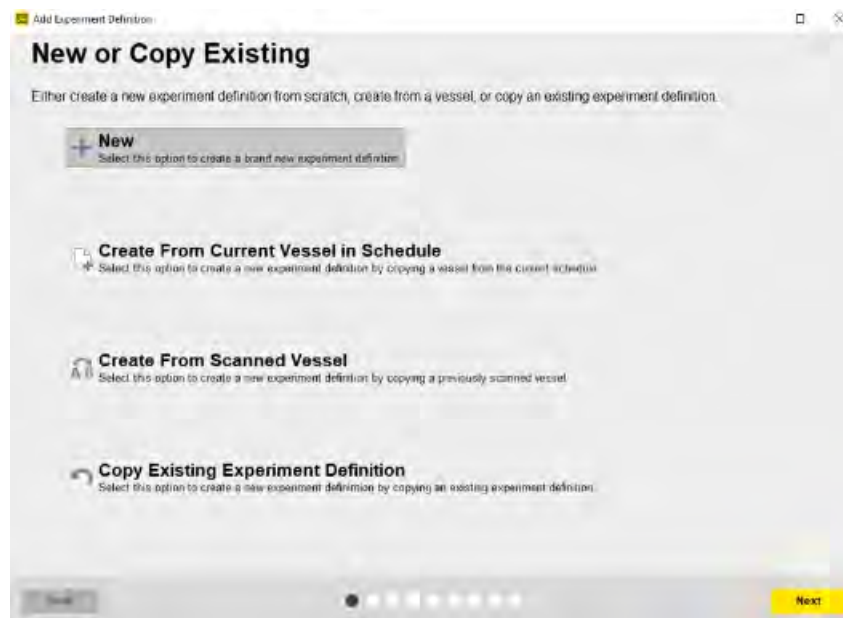 Add Experiment Definition
New or Copy Existing
Either create a new experiment definition from scratch, create from a vessel, or copy an existing experiment definition.
New
Select this option to create a brand new experiment definition
Create From Current Vessel in Schedule
Select this option to create a new experiment definition by copying a vessel from the current schedule
Create From Scanned Vessel
Select this option to create a new experiment definition by copying a previously scanned vessel
Copy Existing Experiment Definition
Select this option to create a new experiment definition by copying an existing experiment definition
Next